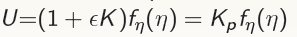 U=(1 + ϵK)f_η(η) = K_p f_η(η)